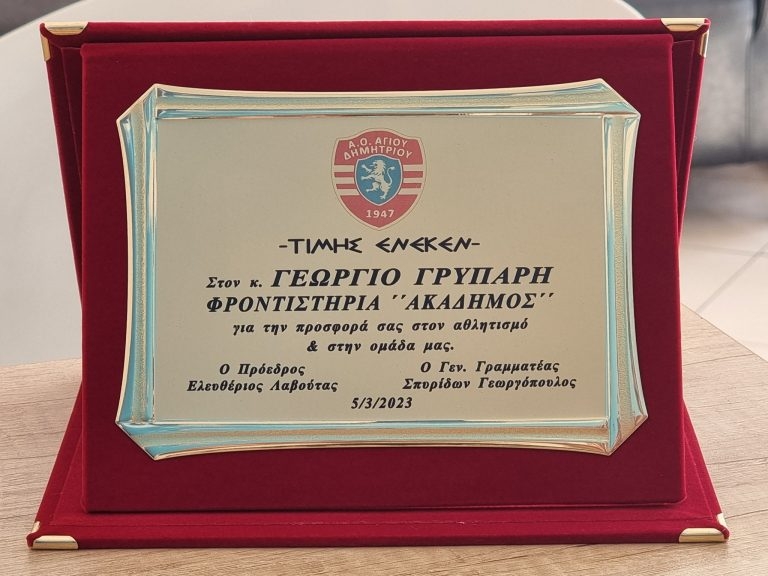 Α.Ο. ΑΓΙΟΥ
ΔΗΜΗΤΡΙΟΥ
1947
-ΤΙΜΗΣ ΕΝΕΚΕΝ-
Στον κ. ΓΕΩΡΓΙΟ ΓΡΥΠΑΡΗ
ΦΡΟΝΤΙΣΤΗΡΙΑ ΄΄ΑΚΑΔΗΜΟΣ΄΄
για την προσφορά σας στον αθλητισμό
& στην ομάδα μας.
Ο Πρόεδρος Ο Γεν. Γραμματέας
Ελευθέριος Λαβούτας Σπυρίδων Γεωργόπουλος
5/3/2023